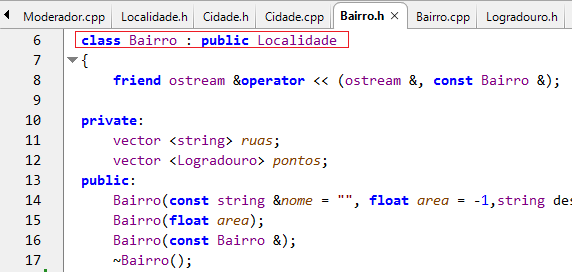 Moderador.cpp Localidade.h Cidade.h Cidade.cpp Bairro.h Bairro.cpp Logradouro.h
6 class Bairro : public Localidade
7 {
8 friend ostream &operator << (ostream &, const Bairro &);
9
10 private:
11 vector <string> ruas;
12 vector <Logradouro> pontos;
13 public:
14 Bairro(const string &nome = "", float area = -1,string des
15 Bairro(float area);
16 Bairro(const Bairro &);
17 ~Bairro();